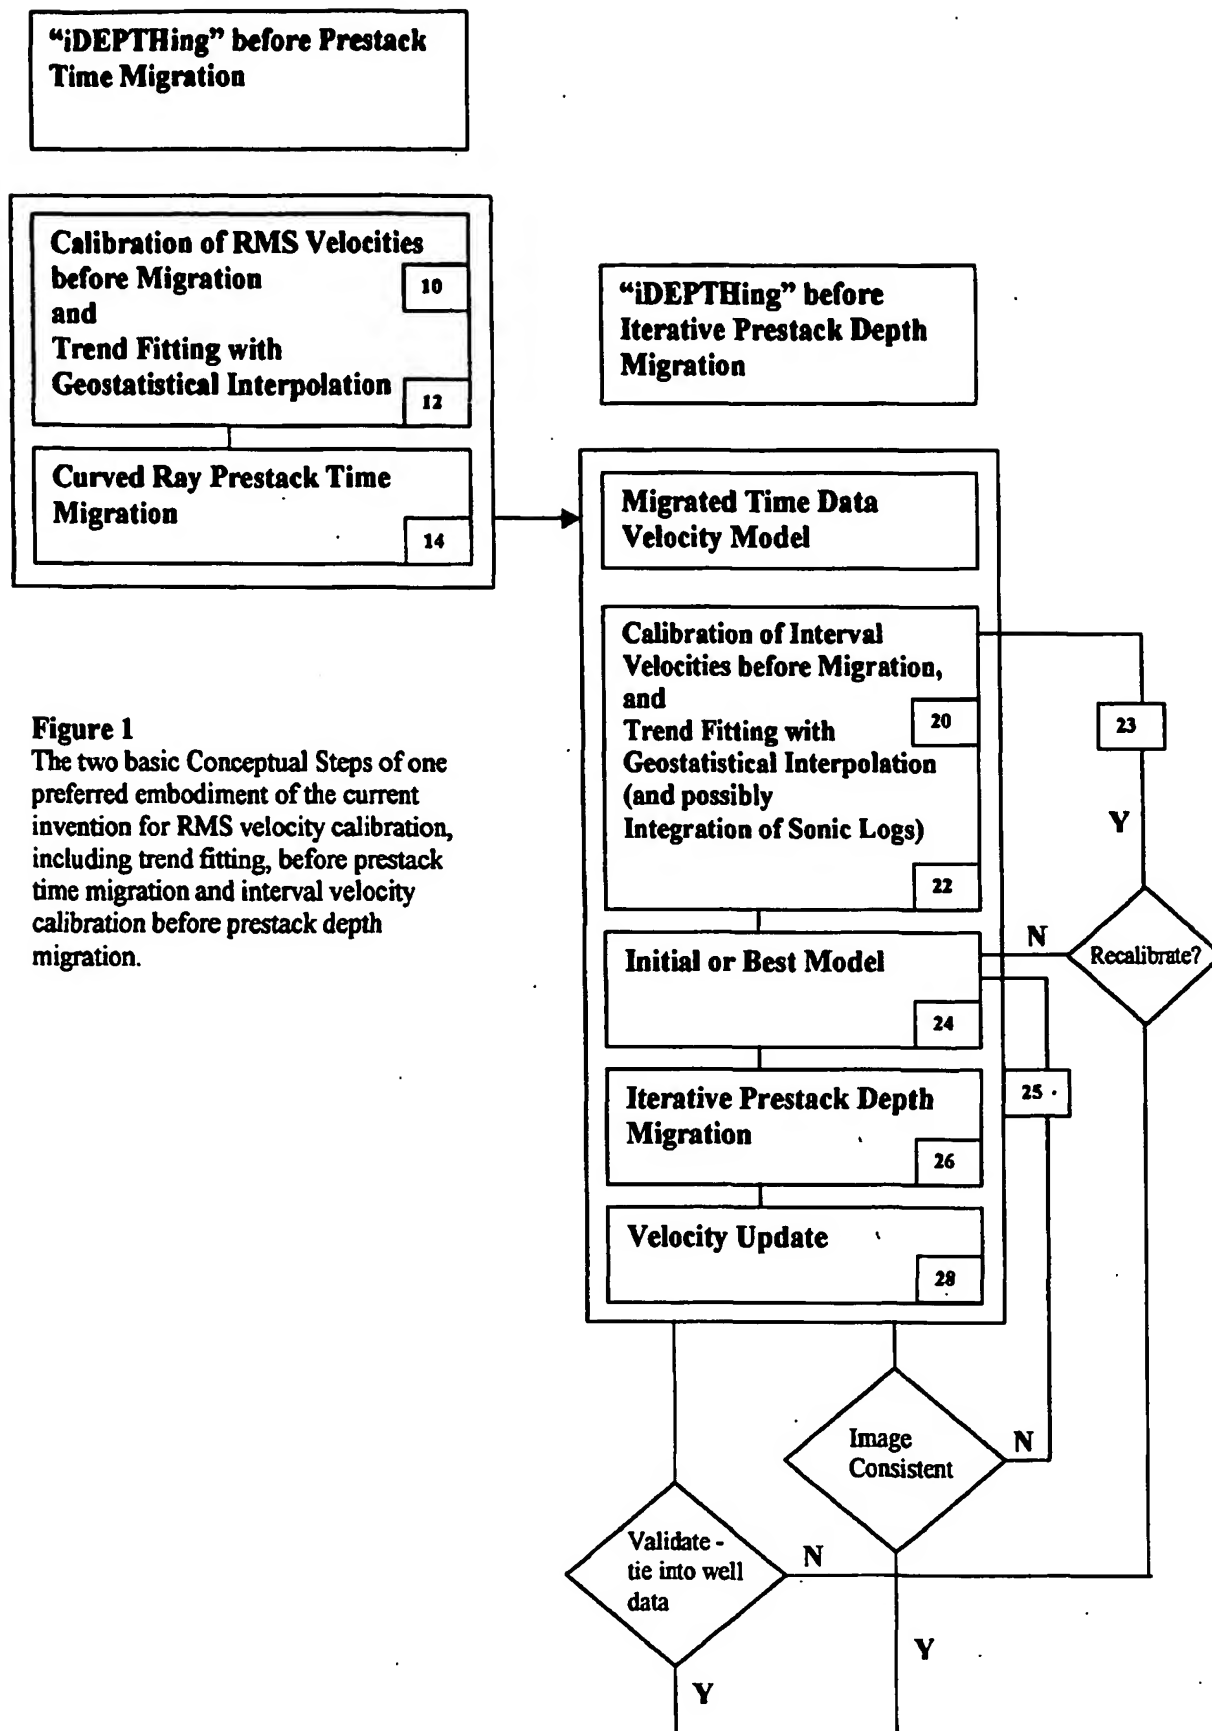 “iDEPTHing” before Prestack
Time Migration
Calibration of RMS Velocities
before Migration
10
and
Trend Fitting with
Geostatistical Interpolation
12
Curved Ray Prestack Time
Migration
14
“iDEPTHing” before
Iterative Prestack Depth
Migration
Migrated Time Data
Velocity Model
Calibration of Interval
Velocities before Migration,
and
20
Trend Fitting with
Geostatistical Interpolation
(and possibly
Integration of Sonic Logs)
22
23
Y
N
Recalibrate?
Initial or Best Model
24
25
Iterative Prestack Depth
Migration
26
Velocity Update
28
Image
Consistent
N
Validate -
tie into well
data
N
Y
Y
Figure 1
The two basic Conceptual Steps of one
preferred embodiment of the current
invention for RMS velocity calibration,
including trend fitting, before prestack
time migration and interval velocity
calibration before prestack depth
migration.